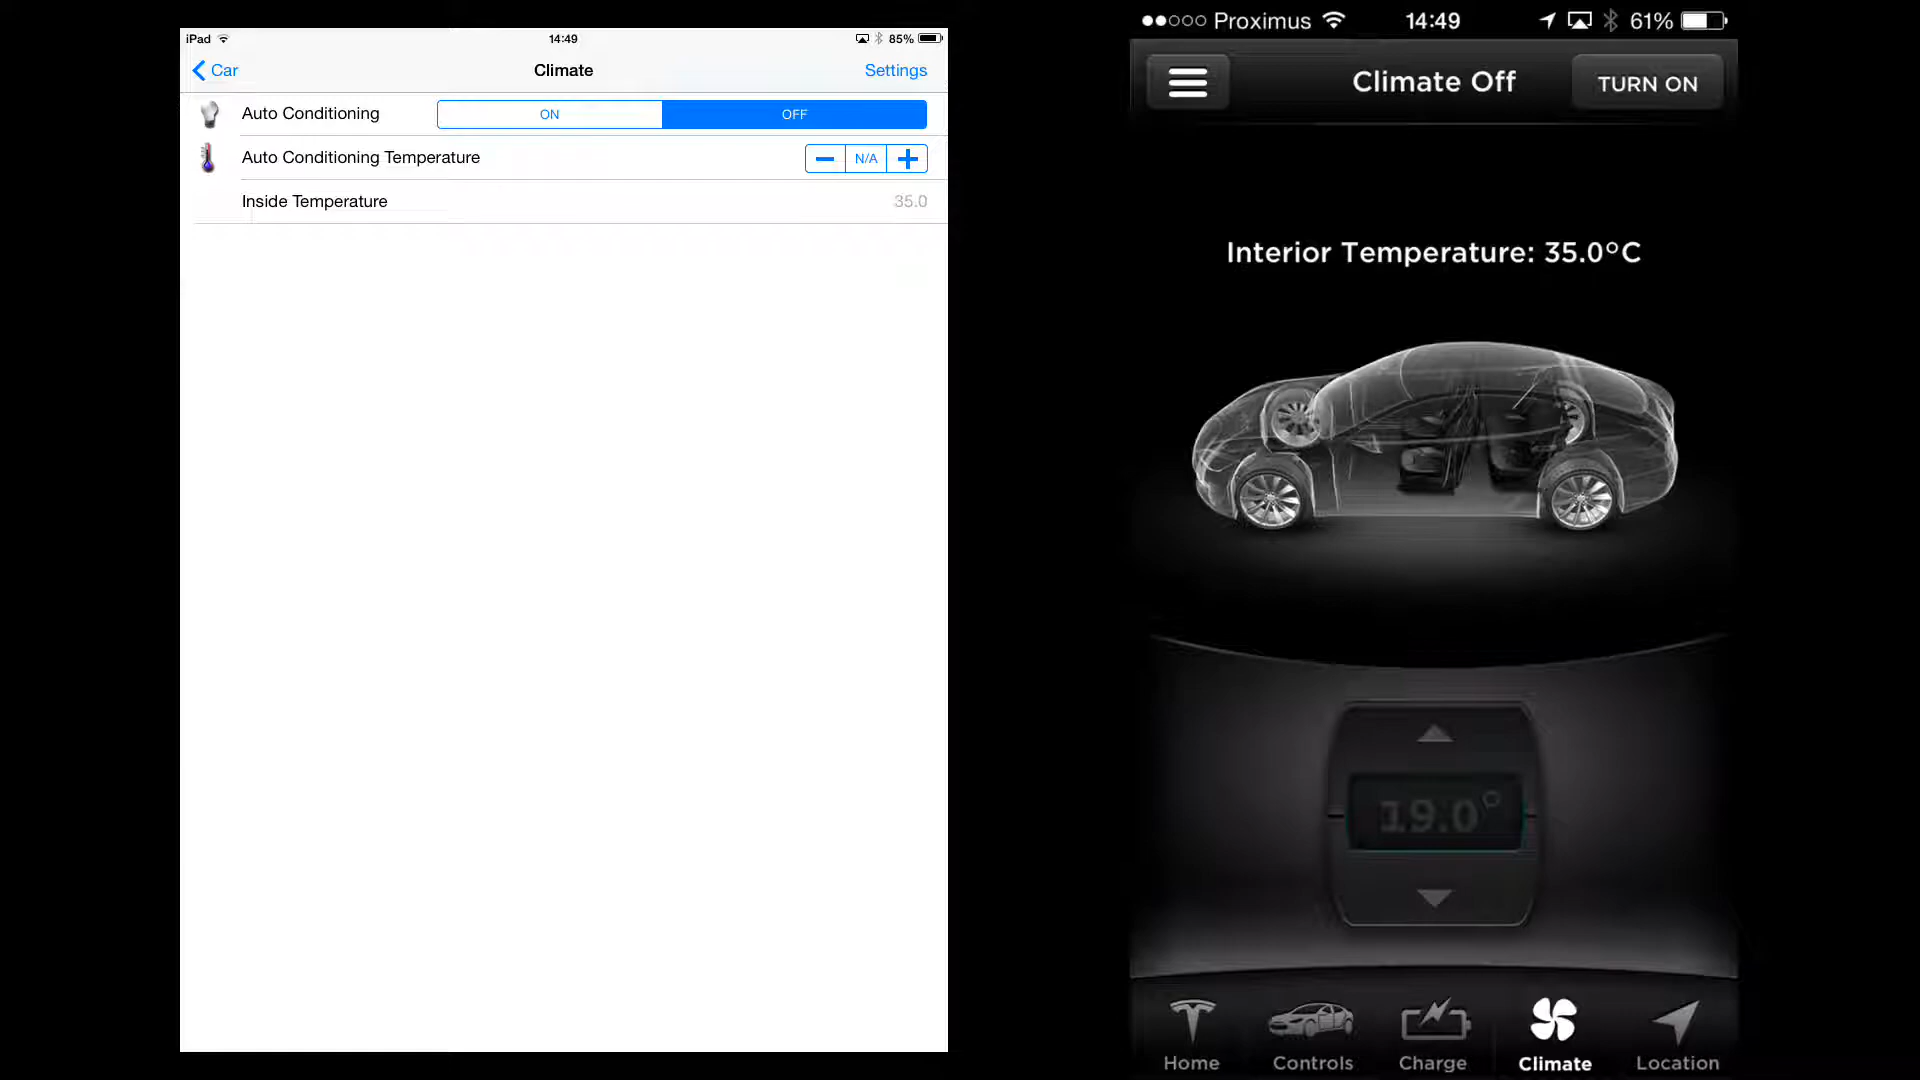 iPad 14:49 85%
Car Climate Settings
Auto Conditioning ON OFF
Auto Conditioning Temperature N/A
Inside Temperature 35.0
Proximus 14:49 61%
Climate Off TURN ON
Interior Temperature: 35.0°C
19.0°
Home Controls Charge Climate Location